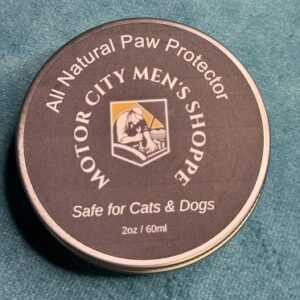 All Natural Paw Protector
MOTOR CITY MEN'S SHOPPE
Safe for Cats & Dogs
2oz / 60ml